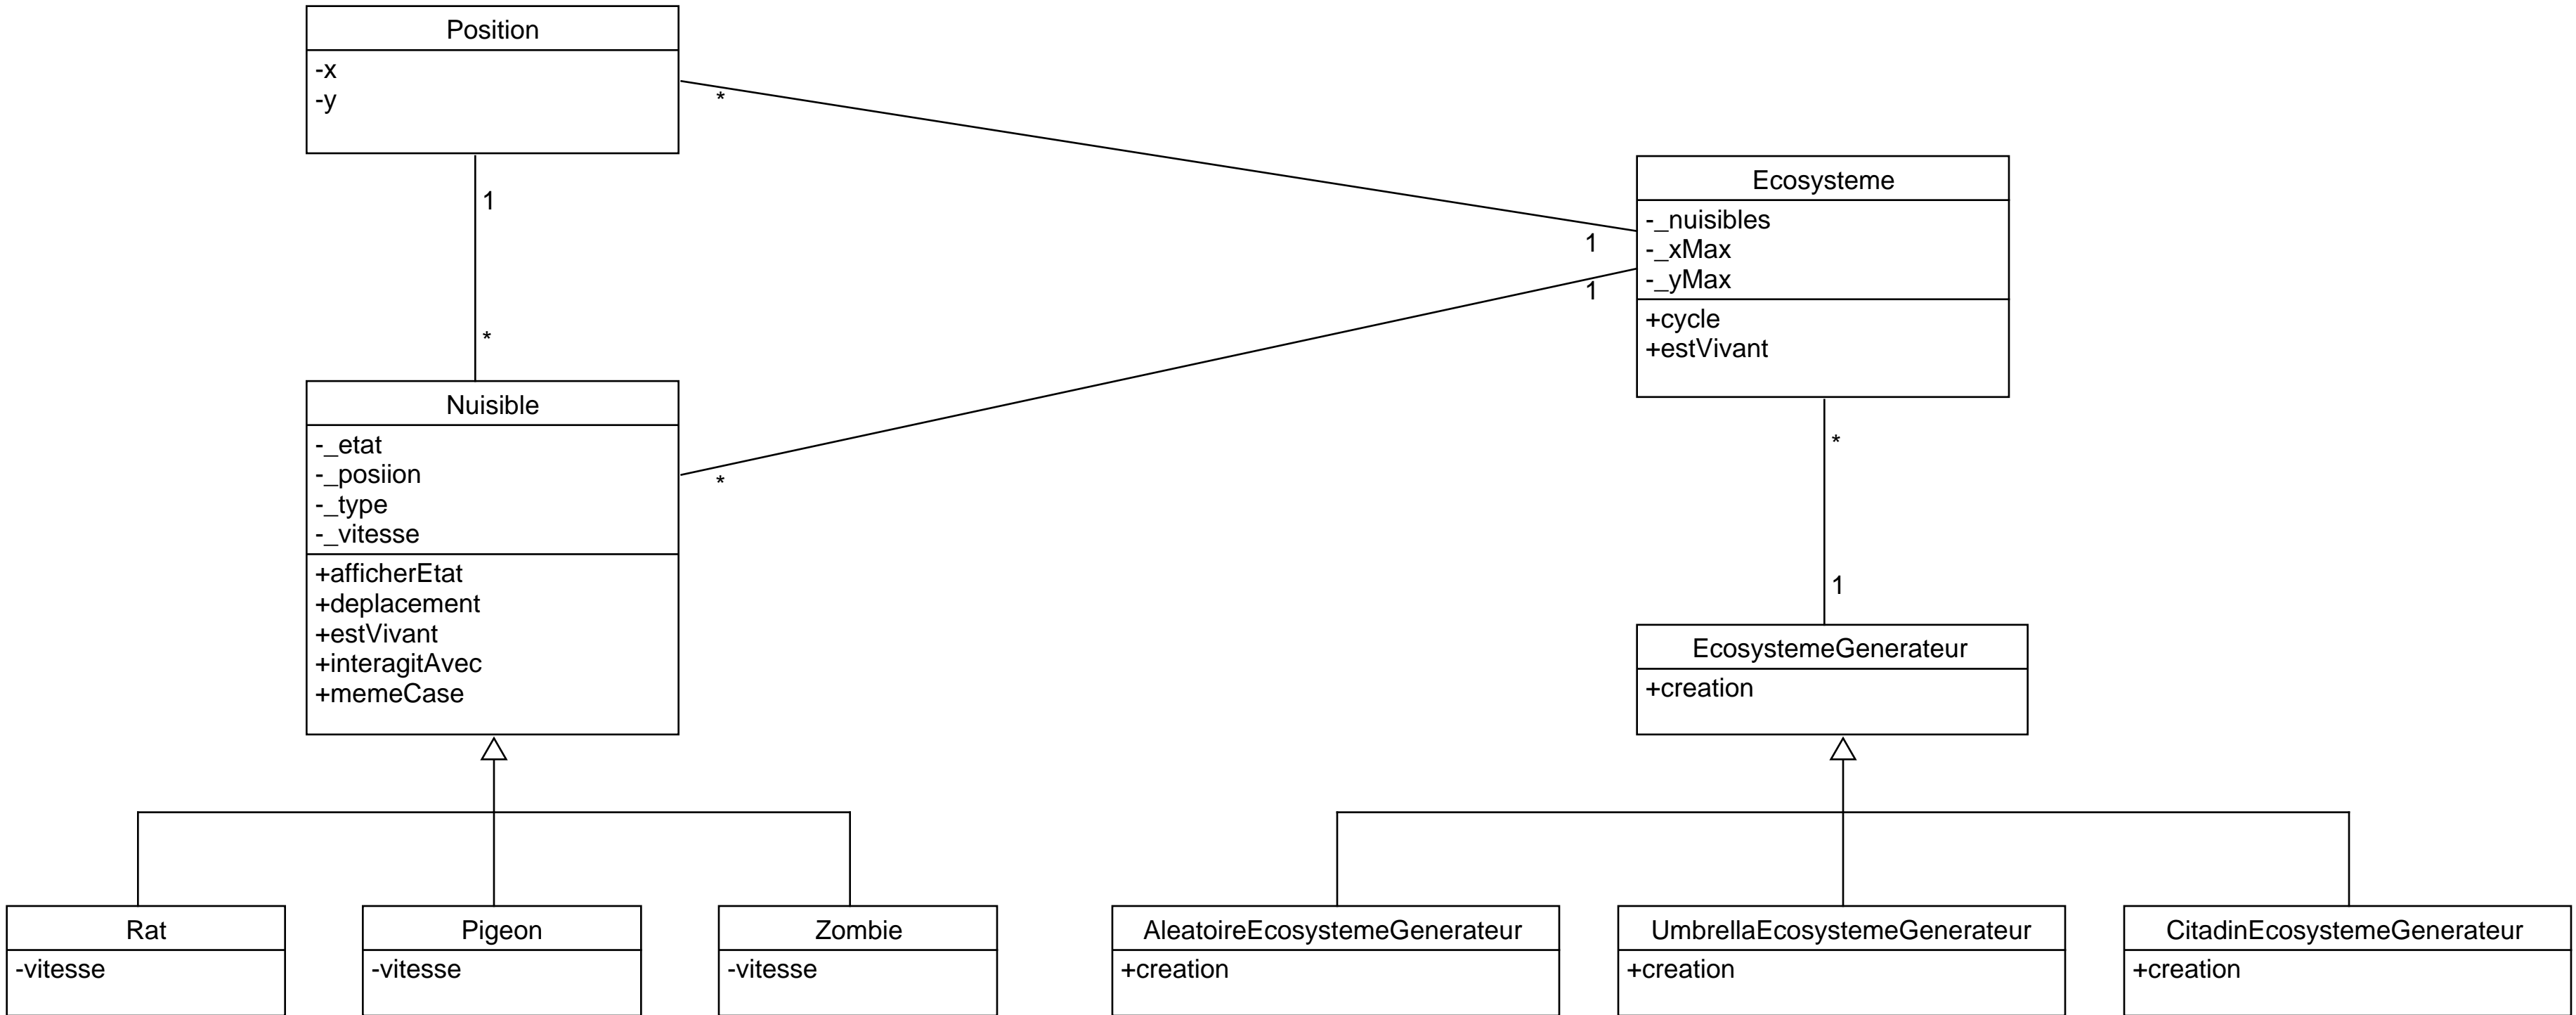 Position
-x
-y
*
1
*
Ecosysteme
-_nuisibles
-_xMax
-_yMax
+cycle
+estVivant
1
1
*
1
Nuisible
-_etat
-_posiion
-_type
-_vitesse
+afficherEtat
+deplacement
+estVivant
+interagitAvec
+memeCase
*
EcosystemeGenerateur
+creation
Rat
-vitesse
Pigeon
-vitesse
Zombie
-vitesse
AleatoireEcosystemeGenerateur
+creation
UmbrellaEcosystemeGenerateur
+creation
CitadinEcosystemeGenerateur
+creation